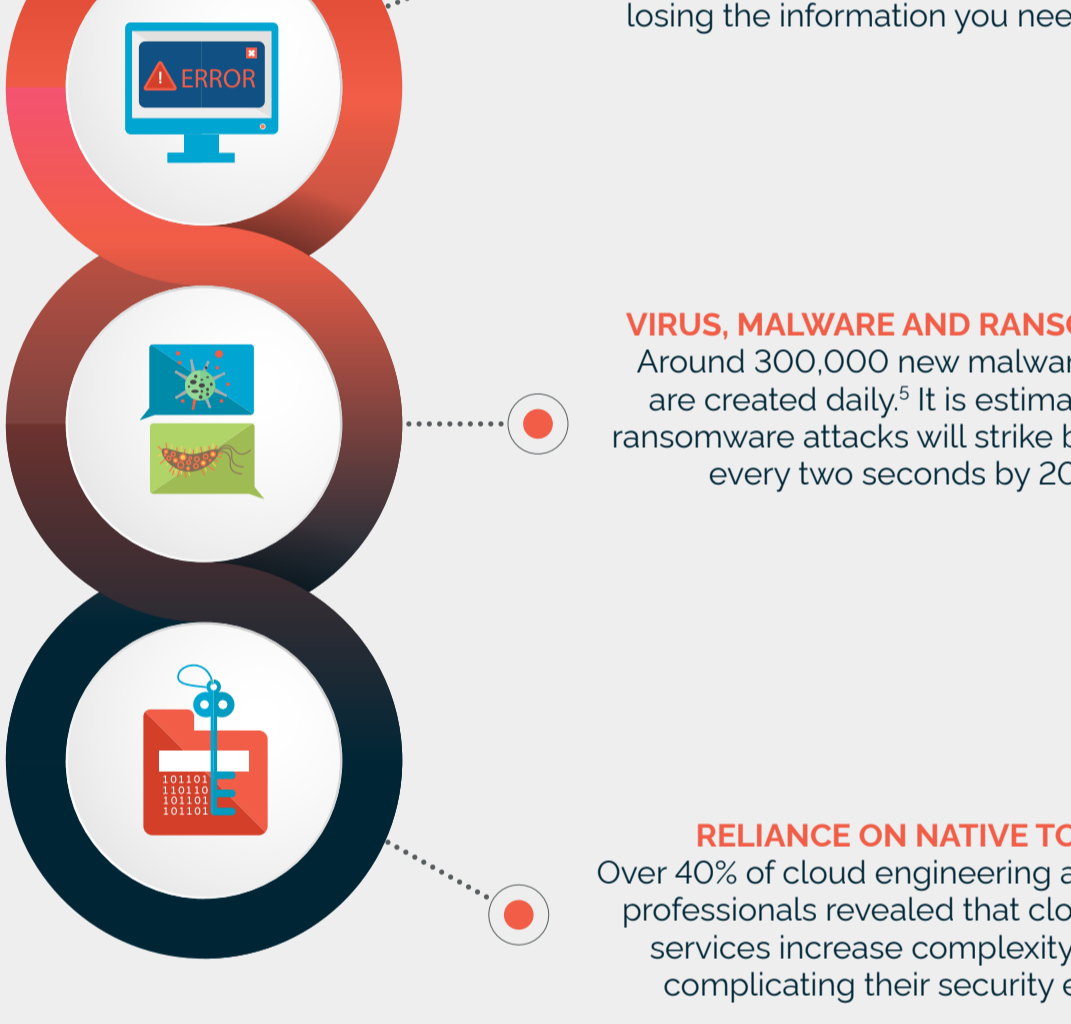 losing the information you nee
ERROR
VIRUS, MALWARE AND RANS
Around 300,000 new malwar
are created daily.5 It is estima
ransomware attacks will strike b
every two seconds by 20
101101
110110
101101
101101
RELIANCE ON NATIVE TO
Over 40% of cloud engineering a
professionals revealed that clo
services increase complexity
complicating their security e